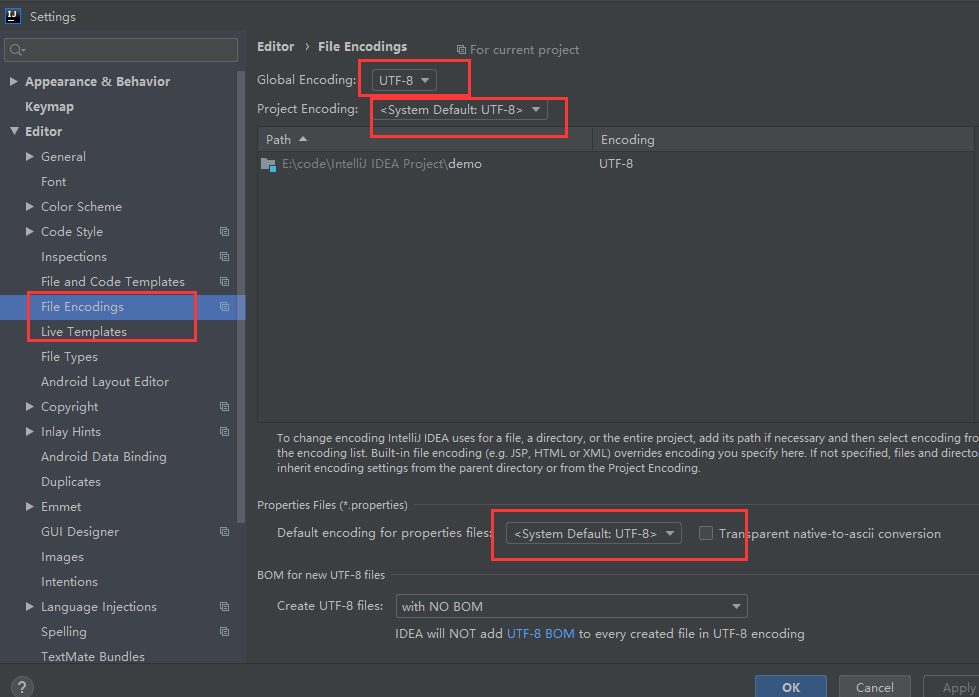 Settings
Appearance & Behavior
Keymap
Editor
General
Font
Color Scheme
Code Style
Inspections
File and Code Templates
File Encodings
Live Templates
File Types
Android Layout Editor
Copyright
Inlay Hints
Android Data Binding
Duplicates
Emmet
GUI Designer
Images
Intentions
Language Injections
Spelling
TextMate Bundles
Editor › File Encodings For current project
Global Encoding: UTF-8
Project Encoding: <System Default: UTF-8>
Path Encoding
E:\code\IntelliJ IDEA Project\demo UTF-8
To change encoding IntelliJ IDEA uses for a file, a directory, or the entire project, add its path if necessary and then select encoding fro
the encoding list. Built-in file encoding (e.g. JSP, HTML or XML) overrides encoding you specify here. If not specified, files and directo
inherit encoding settings from the parent directory or from the Project Encoding.
Properties Files (*.properties)
Default encoding for properties files: <System Default: UTF-8> Transparent native-to-ascii conversion
BOM for new UTF-8 files
Create UTF-8 files: with NO BOM
IDEA will NOT add UTF-8 BOM to every created file in UTF-8 encoding
? OK Cancel Apply